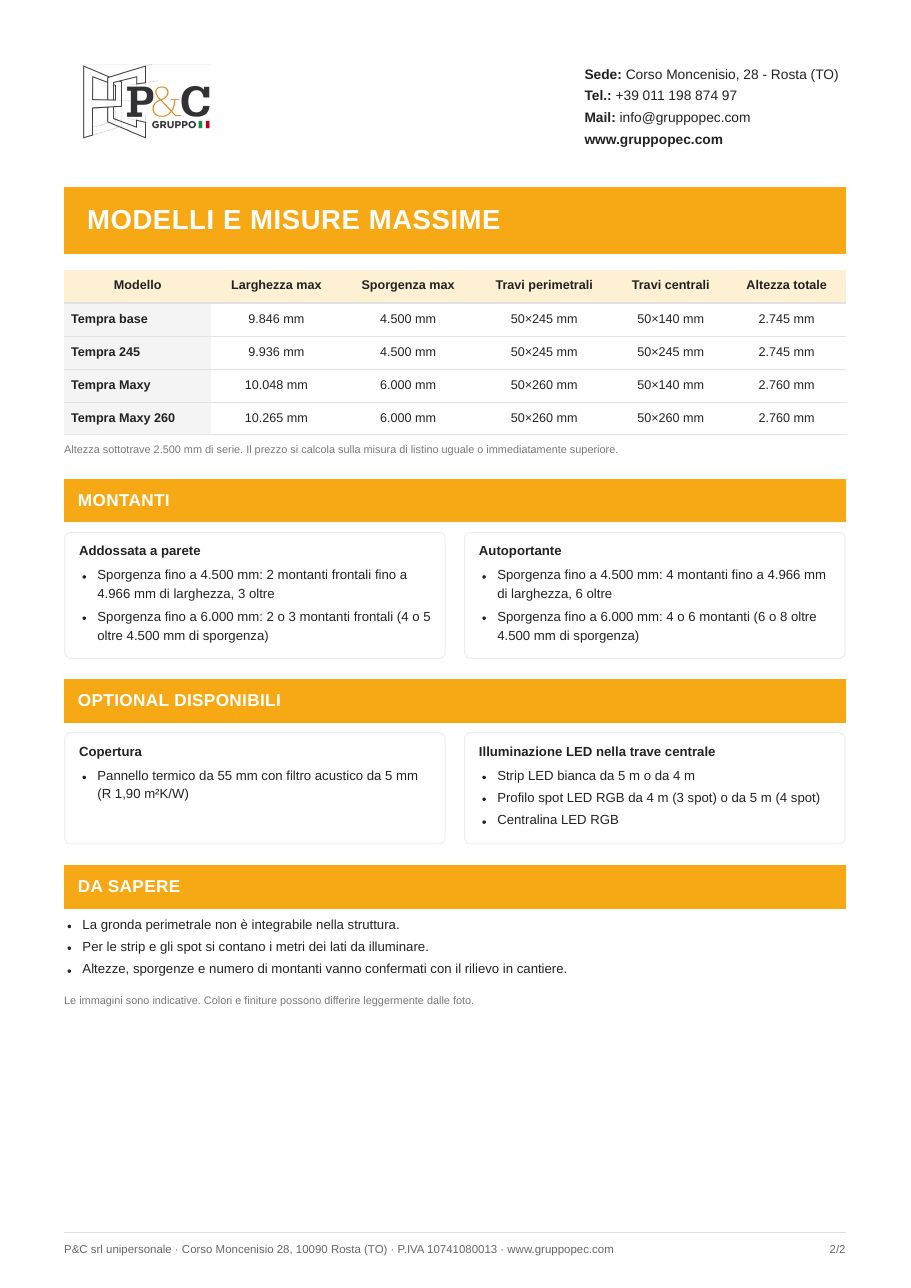 P&C
GRUPPO
Sede: Corso Moncenisio, 28 - Rosta (TO)
Tel.: +39 011 198 874 97
Mail: info@gruppopec.com
www.gruppopec.com
MODELLI E MISURE MASSIME
Modello Larghezza max Sporgenza max Travi perimetrali Travi centrali Altezza totale
Tempra base 9.846 mm 4.500 mm 50×245 mm 50×140 mm 2.745 mm
Tempra 245 9.936 mm 4.500 mm 50×245 mm 50×245 mm 2.745 mm
Tempra Maxy 10.048 mm 6.000 mm 50×260 mm 50×140 mm 2.760 mm
Tempra Maxy 260 10.265 mm 6.000 mm 50×260 mm 50×260 mm 2.760 mm
Altezza sottotrave 2.500 mm di serie. Il prezzo si calcola sulla misura di listino uguale o immediatamente superiore.
MONTANTI
Addossata a parete
• Sporgenza fino a 4.500 mm: 2 montanti frontali fino a
4.966 mm di larghezza, 3 oltre
• Sporgenza fino a 6.000 mm: 2 o 3 montanti frontali (4 o 5
oltre 4.500 mm di sporgenza)
Autoportante
• Sporgenza fino a 4.500 mm: 4 montanti fino a 4.966 mm
di larghezza, 6 oltre
• Sporgenza fino a 6.000 mm: 4 o 6 montanti (6 o 8 oltre
4.500 mm di sporgenza)
OPTIONAL DISPONIBILI
Copertura
• Pannello termico da 55 mm con filtro acustico da 5 mm
(R 1,90 m²K/W)
Illuminazione LED nella trave centrale
• Strip LED bianca da 5 m o da 4 m
• Profilo spot LED RGB da 4 m (3 spot) o da 5 m (4 spot)
• Centralina LED RGB
DA SAPERE
• La gronda perimetrale non è integrabile nella struttura.
• Per le strip e gli spot si contano i metri dei lati da illuminare.
• Altezze, sporgenze e numero di montanti vanno confermati con il rilievo in cantiere.
Le immagini sono indicative. Colori e finiture possono differire leggermente dalle foto.
P&C srl unipersonale · Corso Moncenisio 28, 10090 Rosta (TO) · P.IVA 10741080013 · www.gruppopec.com 2/2